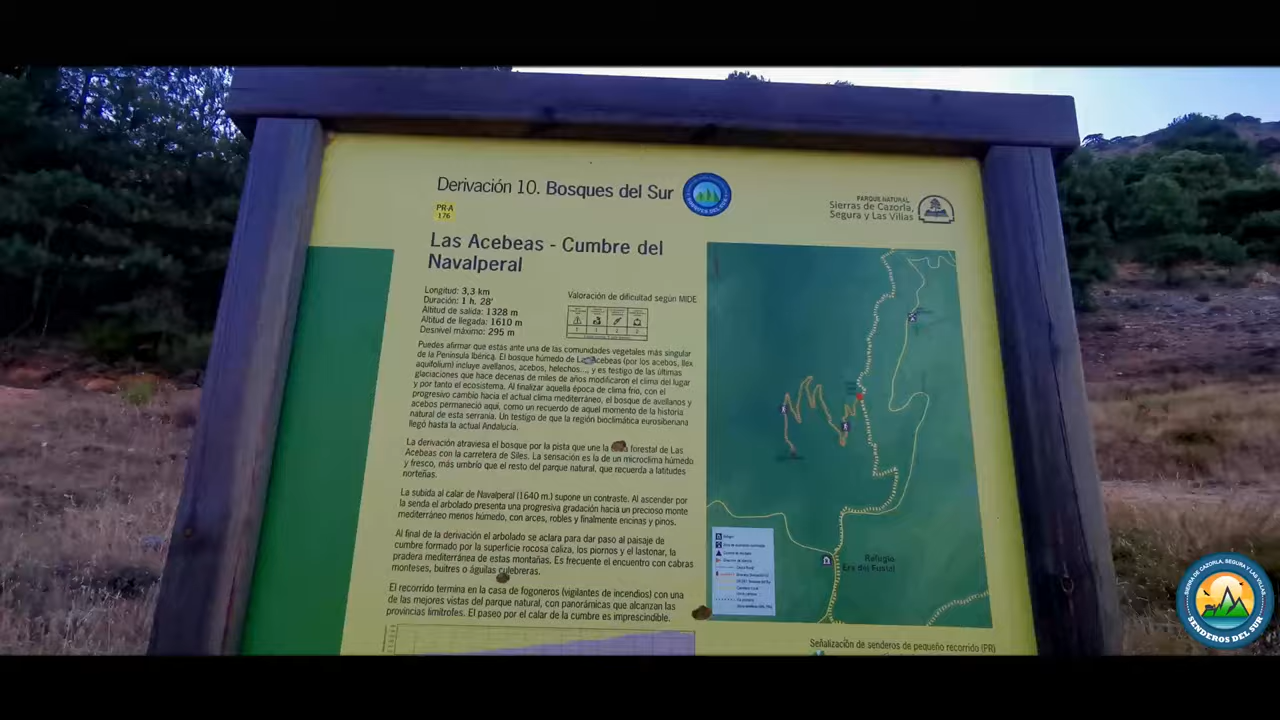 Derivación 10. Bosques del Sur
PR-A
176
PARQUE NATURAL
Sierras de Cazorla,
Segura y Las Villas
Las Acebeas - Cumbre del
Navalperal
Longitud: 3,3 km
Duración: 1 h. 28'
Altitud de salida: 1328 m
Altitud de llegada: 1610 m
Desnivel máximo: 295 m
Valoración de dificultad según MIDE
Puedes afirmar que estás ante una de las comunidades vegetales más singular
de la Península Ibérica. El bosque húmedo de Las Acebeas (por los acebos, Ilex
aquifolium) incluye avellanos, acebos, helechos..., y es testigo de las últimas
glaciaciones que hace decenas de miles de años modificaron el clima del lugar
y por tanto el ecosistema. Al finalizar aquella época de clima frío, con el
progresivo cambio hacia el actual clima mediterráneo, el bosque de avellanos y
acebos permaneció aquí, como un recuerdo de aquel momento de la historia
natural de esta serranía. Un testigo de que la región bioclimática eurosiberiana
llegó hasta la actual Andalucía.
La derivación atraviesa el bosque por la pista que une la forestal de Las
Acebeas con la carretera de Siles. La sensación es la de un microclima húmedo
y fresco, más umbrío que el resto del parque natural, que recuerda a latitudes
norteñas.
La subida al calar de Navalperal (1640 m.) supone un contraste. Al ascender por
la senda el arbolado presenta una progresiva gradación hacia un precioso monte
mediterráneo menos húmedo, con arces, robles y finalmente encinas y pinos.
Al final de la derivación el arbolado se aclara para dar paso al paisaje de
cumbre formado por la superficie rocosa caliza, los piornos y el lastonar, la
pradera mediterránea de estas montañas. Es frecuente el encuentro con cabras
monteses, buitres o águilas culebreras.
El recorrido termina en la casa de fogoneros (vigilantes de incendios) con una
de las mejores vistas del parque natural, con panorámicas que alcanzan las
provincias limítrofes. El paseo por el calar de la cumbre es imprescindible.
Refugio
Era del Fustal
Señalización de senderos de pequeño recorrido (PR)
SIERRA DE CAZORLA, SEGURA Y LAS VILLAS
SENDEROS DEL SUR